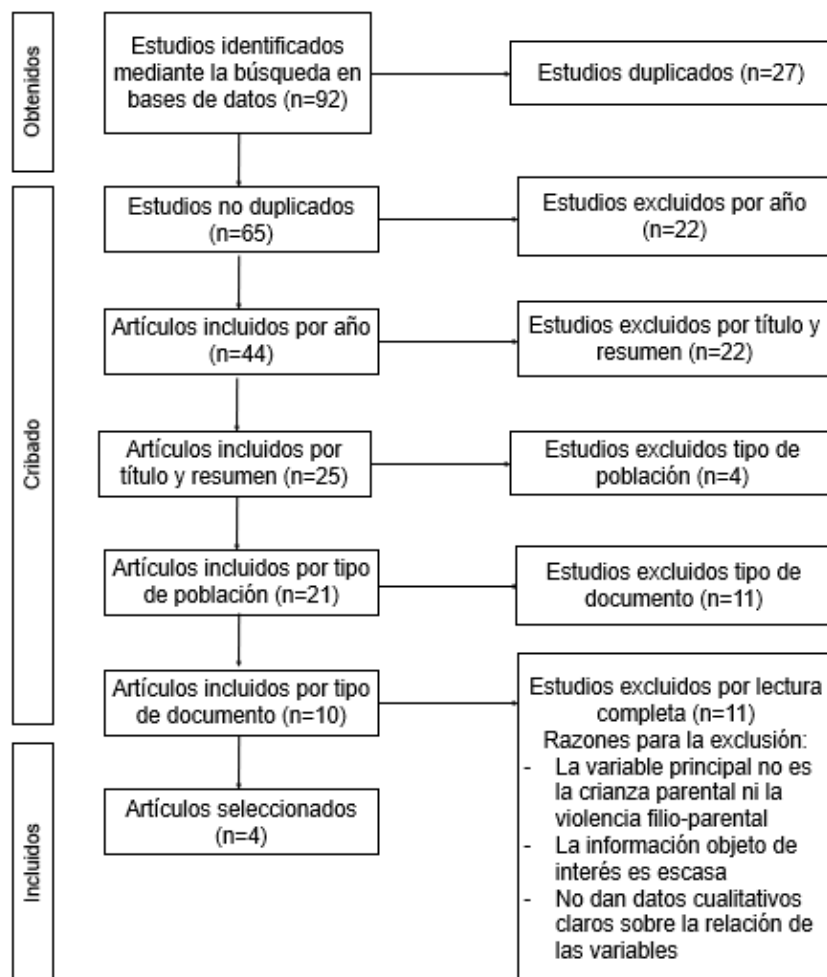 Obtenidos
Estudios identificados
mediante la búsqueda en
bases de datos (n=92)
Estudios duplicados (n=27)
Cribado
Estudios no duplicados
(n=65)
Estudios excluidos por año
(n=22)
Artículos incluidos por año
(n=44)
Estudios excluidos por título y
resumen (n=22)
Artículos incluidos por
título y resumen (n=25)
Estudios excluidos tipo de
población (n=4)
Artículos incluidos por tipo
de población (n=21)
Estudios excluidos tipo de
documento (n=11)
Artículos incluidos por tipo
de documento (n=10)
Estudios excluidos por lectura
completa (n=11)
Razones para la exclusión:
- La variable principal no es
la crianza parental ni la
violencia filio-parental
- La información objeto de
interés es escasa
- No dan datos cualitativos
claros sobre la relación de
las variables
Incluidos
Artículos seleccionados
(n=4)